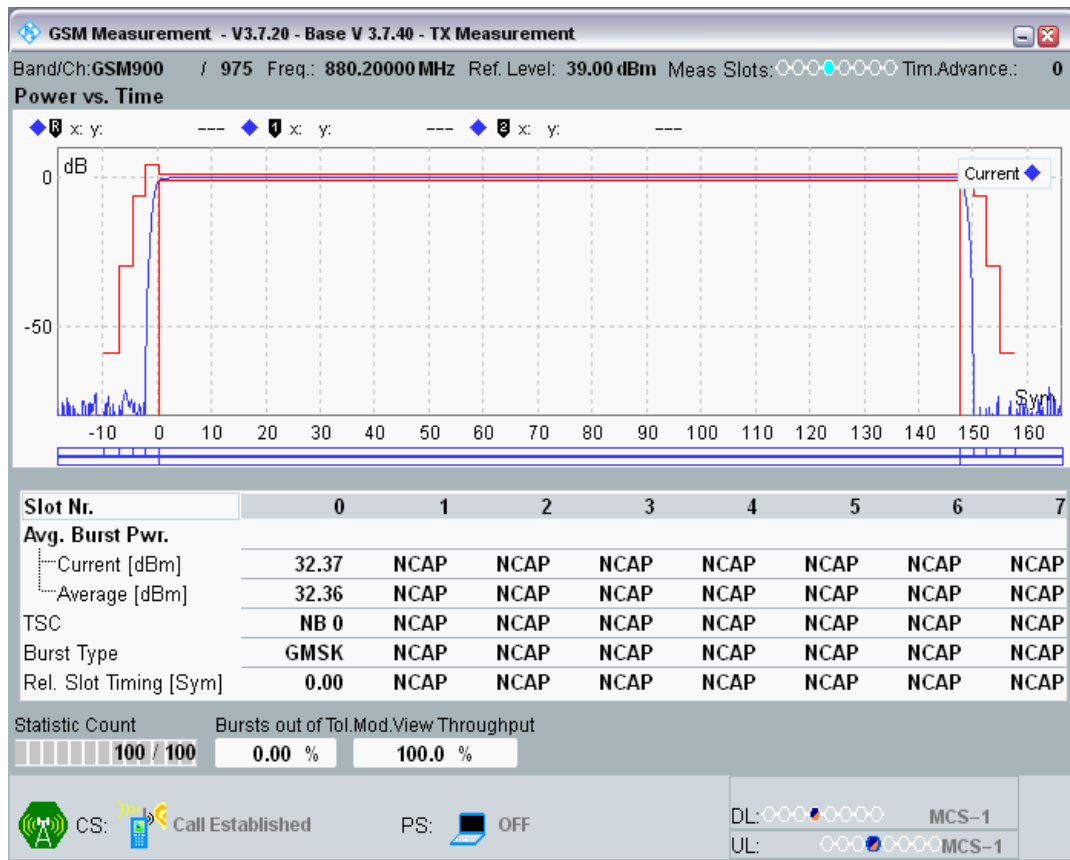 GSM Measurement - V3.7.20 - Base V 3.7.40 - TX Measurement
Band/Ch:GSM900 / 975 Freq.: 880.20000 MHz Ref. Level: 39.00 dBm Meas Slots: Tim.Advance.: 0
Power vs. Time
R x: y: --- 1 x: y: --- 2 x: y: ---
dB
Current
0
-50
Sym
-10 0 10 20 30 40 50 60 70 80 90 100 110 120 130 140 150 160
Slot Nr. 0 1 2 3 4 5 6 7
Avg. Burst Pwr.
Current [dBm] 32.37 NCAP NCAP NCAP NCAP NCAP NCAP NCAP
Average [dBm] 32.36 NCAP NCAP NCAP NCAP NCAP NCAP NCAP
TSC NB 0 NCAP NCAP NCAP NCAP NCAP NCAP NCAP
Burst Type GMSK NCAP NCAP NCAP NCAP NCAP NCAP NCAP
Rel. Slot Timing [Sym] 0.00 NCAP NCAP NCAP NCAP NCAP NCAP NCAP
Statistic Count Bursts out of Tol.Mod.View Throughput
100 / 100 0.00 % 100.0 %
CS: Call Established PS: OFF
DL: MCS-1
UL: MCS-1